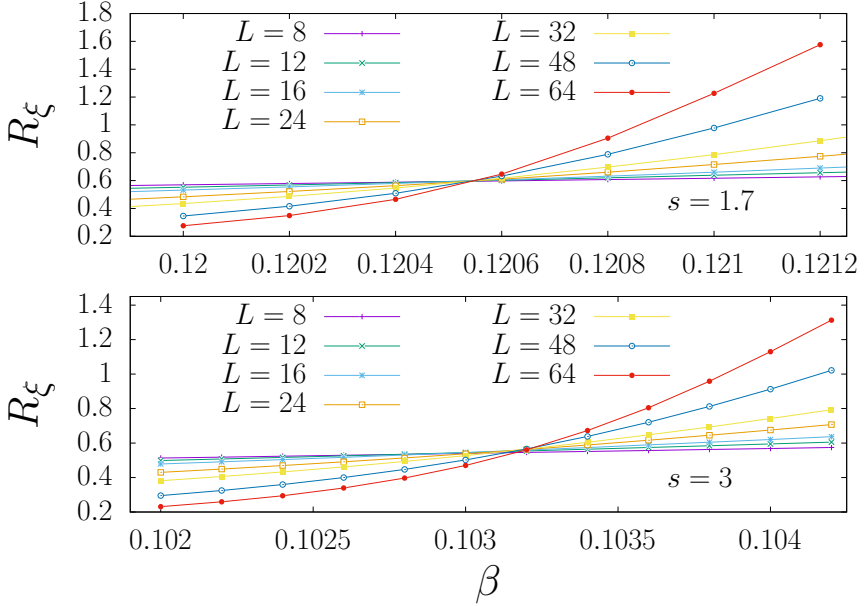 1.8
1.6
1.4
1.2
1
0.8
0.6
0.4
0.2
R_ξ
L = 8
L = 12
L = 16
L = 24
L = 32
L = 48
L = 64
s = 1.7
0.12 0.1202 0.1204 0.1206 0.1208 0.121 0.1212
1.4
1.2
1
0.8
0.6
0.4
0.2
R_ξ
L = 8
L = 12
L = 16
L = 24
L = 32
L = 48
L = 64
s = 3
0.102 0.1025 0.103 0.1035 0.104
β